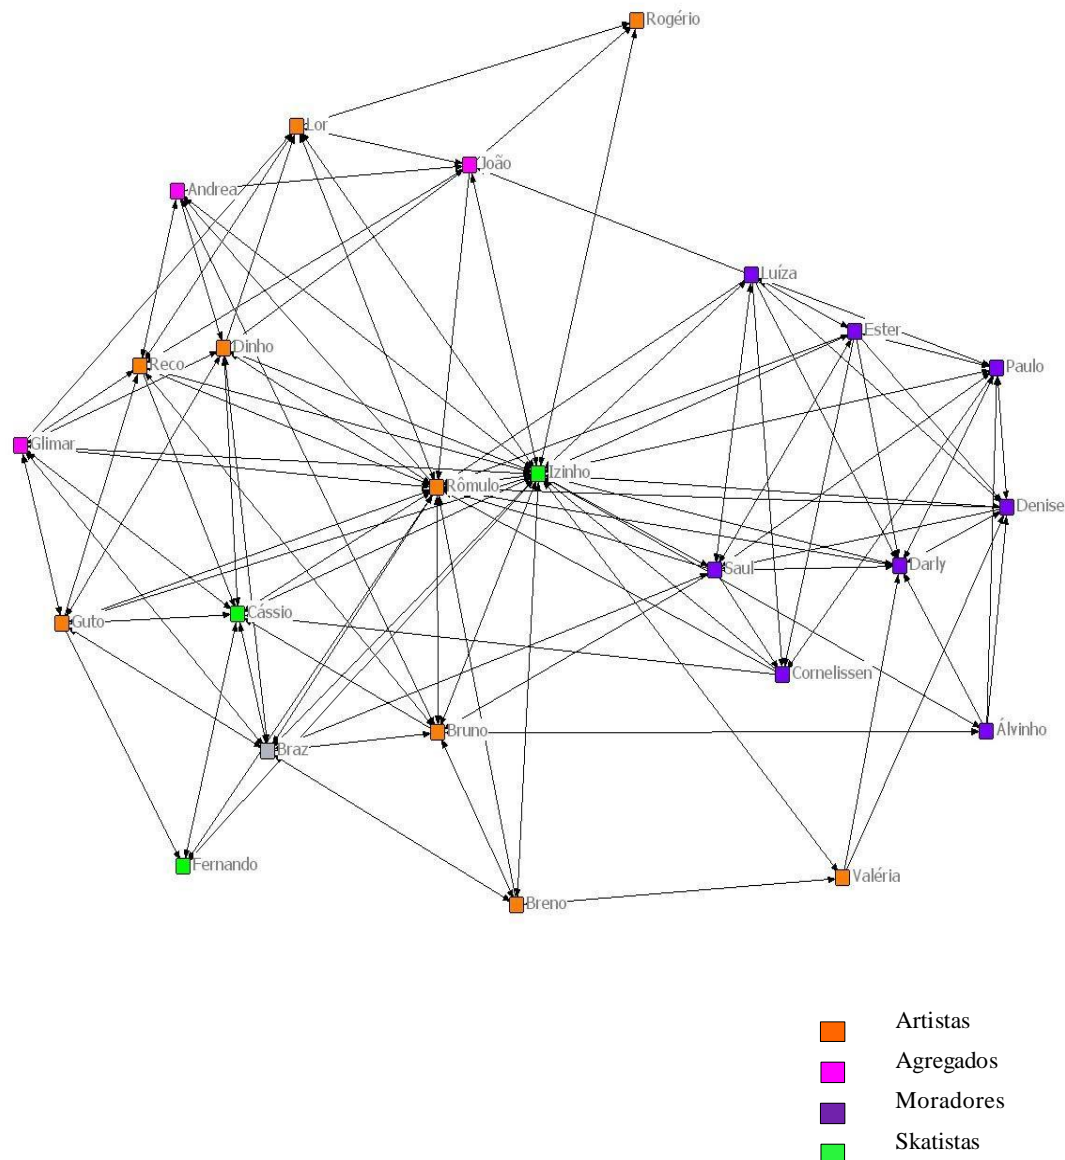 Rogério
Lor
João
Andrea
Luíza
Ester
Dinho
Reco
Paulo
Glimar
Izinho
Rômulo
Denise
Saul
Darly
Cássio
Guto
Cornelissen
Bruno
Álvinho
Braz
Fernando
Valéria
Breno
Artistas
Agregados
Moradores
Skatistas